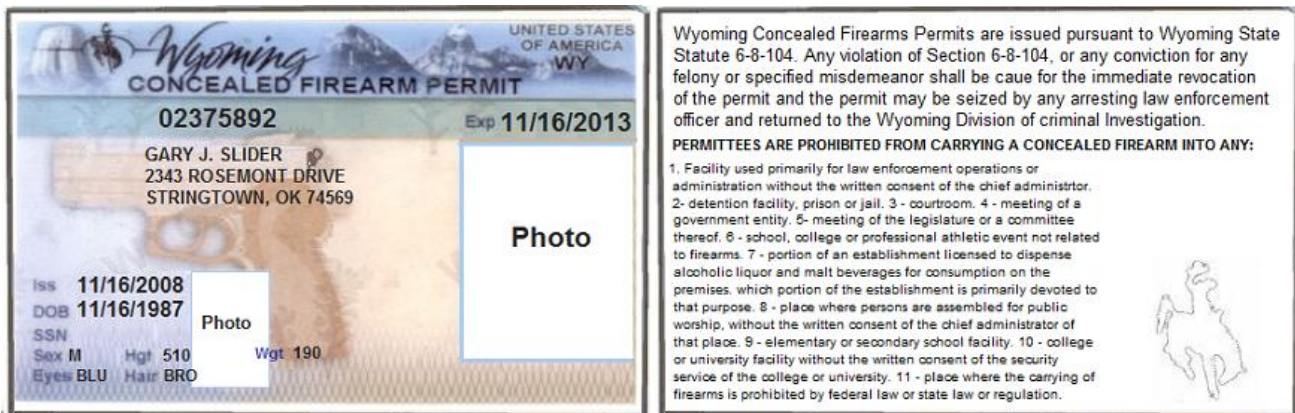 Wyoming
UNITED STATES
OF AMERICA
WY
CONCEALED FIREARM PERMIT
02375892
Exp 11/16/2013
GARY J. SLIDER
2343 ROSEMONT DRIVE
STRINGTOWN, OK 74569
Photo
Iss 11/16/2008
DOB 11/16/1987
Photo
SSN
Sex M Hgt 510 Wgt 190
Eyes BLU Hair BRO
Wyoming Concealed Firearms Permits are issued pursuant to Wyoming State
Statute 6-8-104. Any violation of Section 6-8-104, or any conviction for any
felony or specified misdemeanor shall be caue for the immediate revocation
of the permit and the permit may be seized by any arresting law enforcement
officer and returned to the Wyoming Division of criminal Investigation.
PERMITTEES ARE PROHIBITED FROM CARRYING A CONCEALED FIREARM INTO ANY:
1. Facility used primarily for law enforcement operations or
administration without the written consent of the chief administrtor.
2- detention facility, prison or jail. 3 - courtroom. 4 - meeting of a
government entity. 5- meeting of the legislature or a committee
thereof. 6 - school, college or professional athletic event not related
to firearms. 7 - portion of an establishment licensed to dispense
alcoholic liquor and malt beverages for consumption on the
premises. which portion of the establishment is primarily devoted to
that purpose. 8 - place where persons are assembled for public
worship, without the written consent of the chief administrator of
that place. 9 - elementary or secondary school facility. 10 - college
or university facility without the written consent of the security
service of the college or university. 11 - place where the carrying of
firearms is prohibited by federal law or state law or regulation.